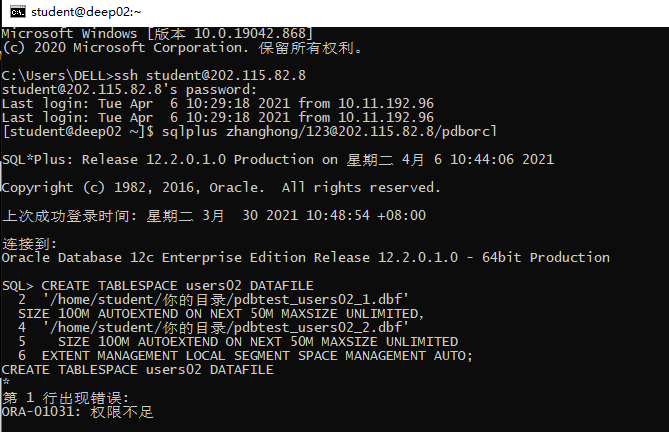 student@deep02:~
Microsoft Windows [版本 10.0.19042.868]
(c) 2020 Microsoft Corporation. 保留所有权利。
C:\Users\DELL>ssh student@202.115.82.8
student@202.115.82.8's password:
Last login: Tue Apr  6 10:29:18 2021 from 10.11.192.96
Last login: Tue Apr  6 10:29:18 2021 from 10.11.192.96
[student@deep02 ~]$ sqlplus zhanghong/123@202.115.82.8/pdborcl
SQL*Plus: Release 12.2.0.1.0 Production on 星期二 4月 6 10:44:06 2021
Copyright (c) 1982, 2016, Oracle.  All rights reserved.
上次成功登录时间: 星期二 3月  30 2021 10:48:54 +08:00
连接到:
Oracle Database 12c Enterprise Edition Release 12.2.0.1.0 - 64bit Production
SQL> CREATE TABLESPACE users02 DATAFILE
  2  '/home/student/你的目录/pdbtest_users02_1.dbf'
  SIZE 100M AUTOEXTEND ON NEXT 50M MAXSIZE UNLIMITED,
  4  '/home/student/你的目录/pdbtest_users02_2.dbf'
  5    SIZE 100M AUTOEXTEND ON NEXT 50M MAXSIZE UNLIMITED
  6  EXTENT MANAGEMENT LOCAL SEGMENT SPACE MANAGEMENT AUTO;
CREATE TABLESPACE users02 DATAFILE
*
第 1 行出现错误:
ORA-01031: 权限不足